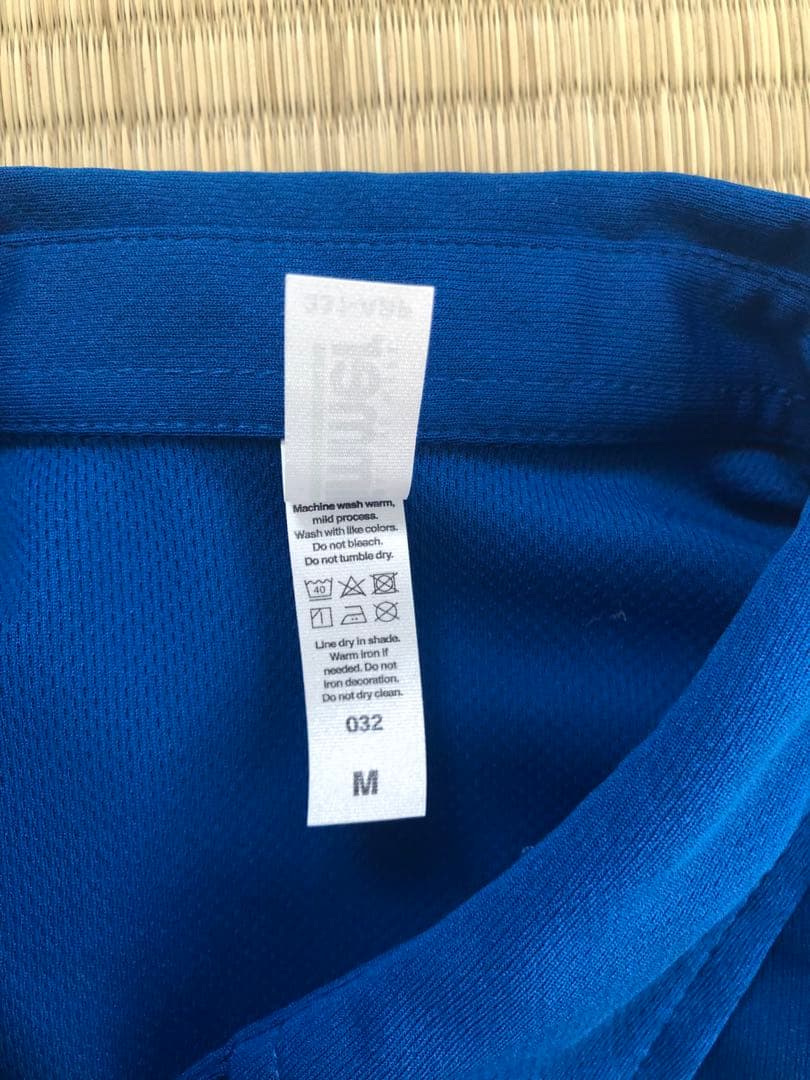 Machine wash warm,
mild process.
Wash with like colors.
Do not bleach.
Do not tumble dry.
40
Line dry in shade.
Warm iron if
needed. Do not
iron decoration.
Do not dry clean.
032
M